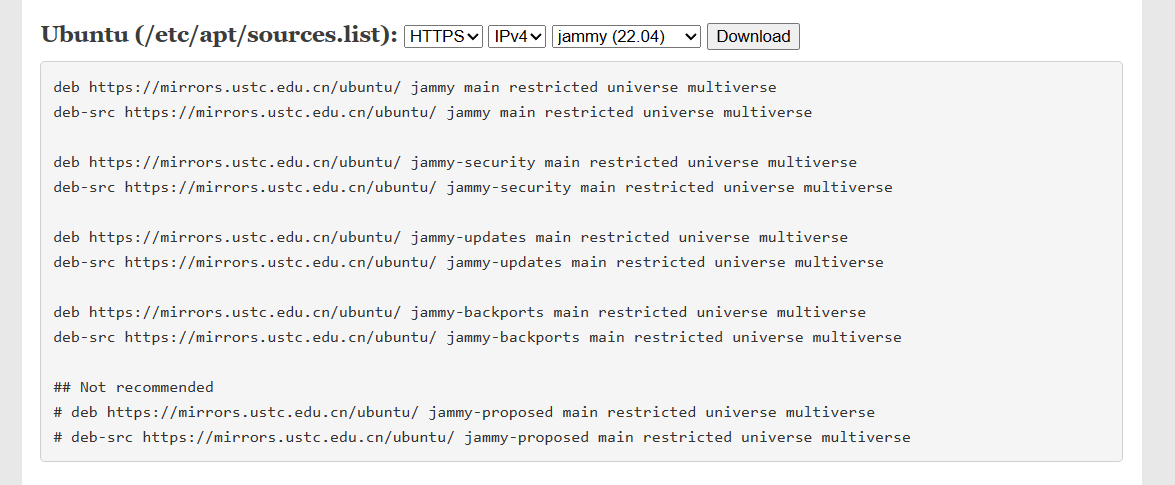 Ubuntu (/etc/apt/sources.list): HTTPS IPv4 jammy (22.04) Download
deb https://mirrors.ustc.edu.cn/ubuntu/ jammy main restricted universe multiverse
deb-src https://mirrors.ustc.edu.cn/ubuntu/ jammy main restricted universe multiverse
deb https://mirrors.ustc.edu.cn/ubuntu/ jammy-security main restricted universe multiverse
deb-src https://mirrors.ustc.edu.cn/ubuntu/ jammy-security main restricted universe multiverse
deb https://mirrors.ustc.edu.cn/ubuntu/ jammy-updates main restricted universe multiverse
deb-src https://mirrors.ustc.edu.cn/ubuntu/ jammy-updates main restricted universe multiverse
deb https://mirrors.ustc.edu.cn/ubuntu/ jammy-backports main restricted universe multiverse
deb-src https://mirrors.ustc.edu.cn/ubuntu/ jammy-backports main restricted universe multiverse
## Not recommended
# deb https://mirrors.ustc.edu.cn/ubuntu/ jammy-proposed main restricted universe multiverse
# deb-src https://mirrors.ustc.edu.cn/ubuntu/ jammy-proposed main restricted universe multiverse